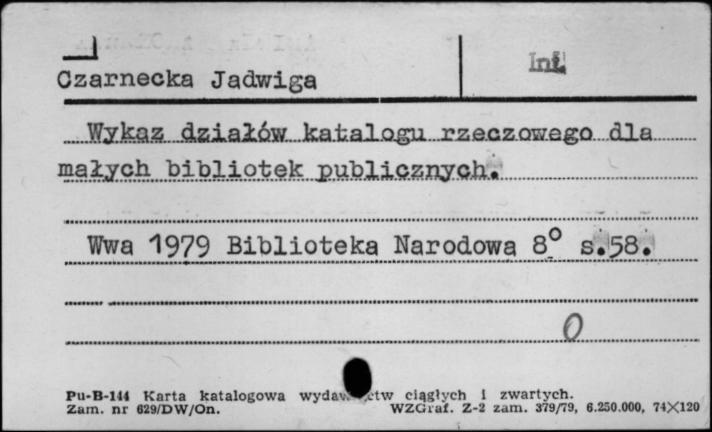 Czarnecka Jadwiga
Inf.
Wykaz działów katalogu rzeczowego dla
małych bibliotek publicznych.
Wwa 1979 Biblioteka Narodowa 8° s.58.
0
Pu-B-144 Karta katalogowa ciągłych i zwartych.
Zam. nr 629/DW/On. WZGraf. Z-2 zam. 379/79, 6.250.000, 74×120